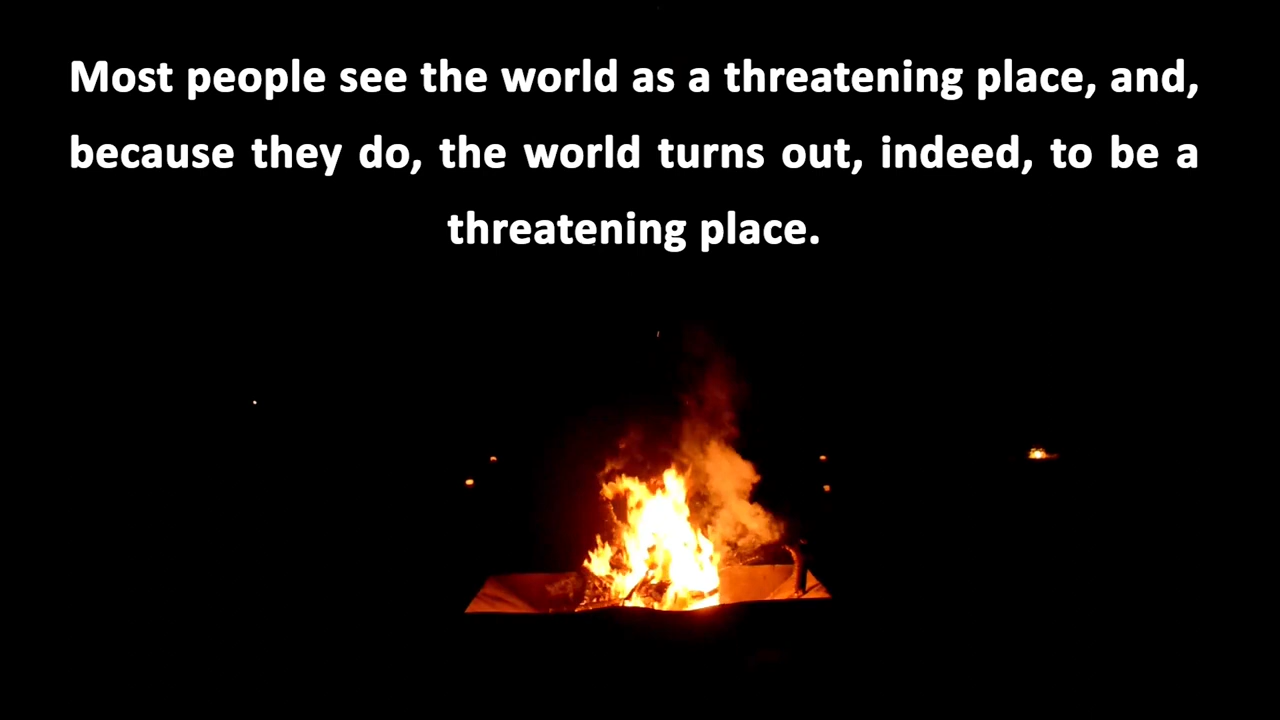 Most people see the world as a threatening place, and,
because they do, the world turns out, indeed, to be a
threatening place.